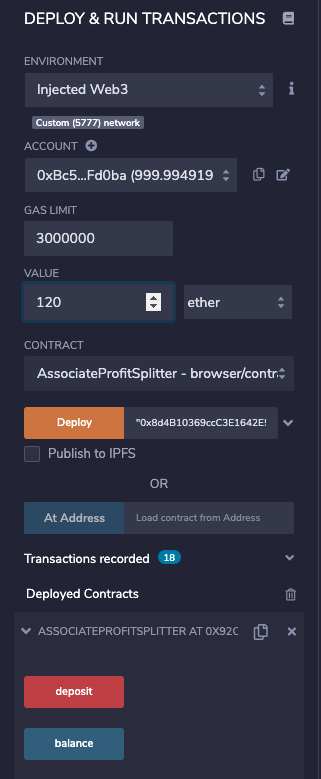 DEPLOY & RUN TRANSACTIONS
ENVIRONMENT
Injected Web3
Custom (5777) network
ACCOUNT
0xBc5...Fd0ba (999.994919
GAS LIMIT
3000000
VALUE
120 ether
CONTRACT
AssociateProfitSplitter - browser/contra
Deploy "0x8d4B10369ccC3E1642E!
Publish to IPFS
OR
At Address Load contract from Address
Transactions recorded 18
Deployed Contracts
ASSOCIATEPROFITSPLITTER AT 0X92C
deposit
balance